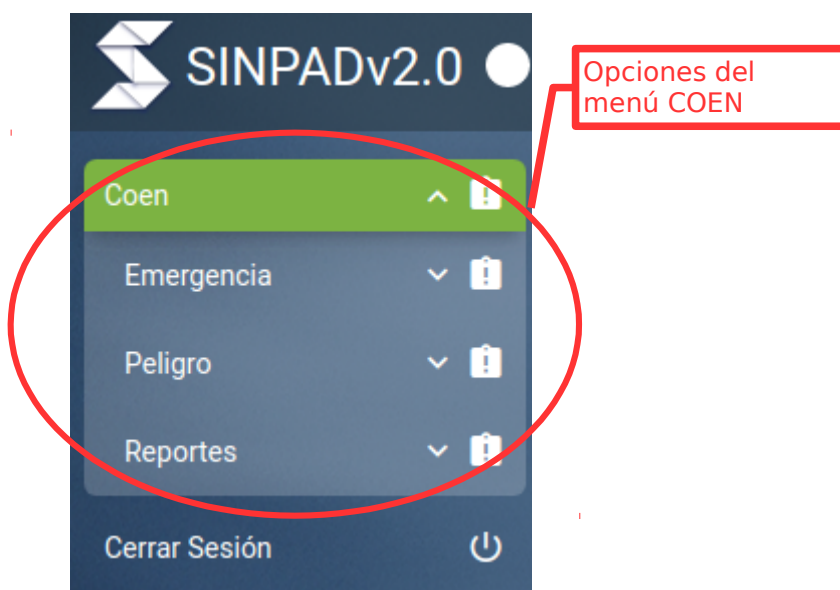 SINPADv2.0
Opciones del
menú COEN
Coen
Emergencia
Peligro
Reportes
Cerrar Sesión